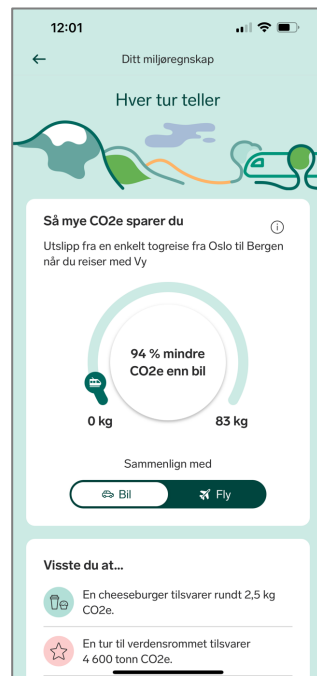 12:01
Ditt miljøregnskap
Hver tur teller
Så mye CO2e sparer du
Utslipp fra en enkelt togreise fra Oslo til Bergen
når du reiser med Vy
94 % mindre
CO2e enn bil
0 kg
83 kg
Sammenlign med
Bil
Fly
Visste du at...
En cheeseburger tilsvarer rundt 2,5 kg
CO2e.
En tur til verdensrommet tilsvarer
4 600 tonn CO2e.